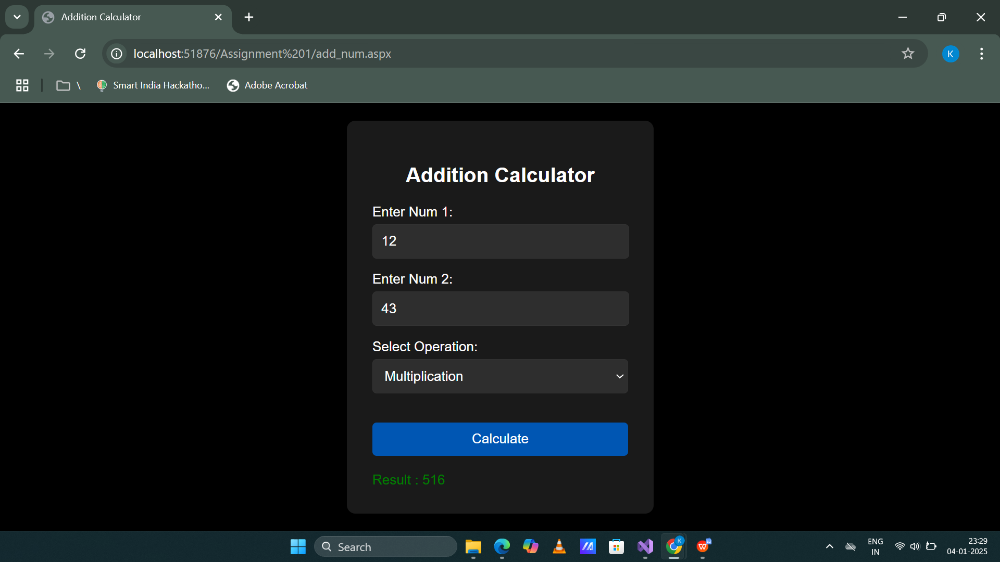 Addition Calculator
localhost:51876/Assignment%201/add_num.aspx
K
\
Smart India Hackatho...
Adobe Acrobat
Addition Calculator
Enter Num 1:
12
Enter Num 2:
43
Select Operation:
Multiplication
Calculate
Result : 516
Search
K
W
ENG
IN
23:29
04-01-2025